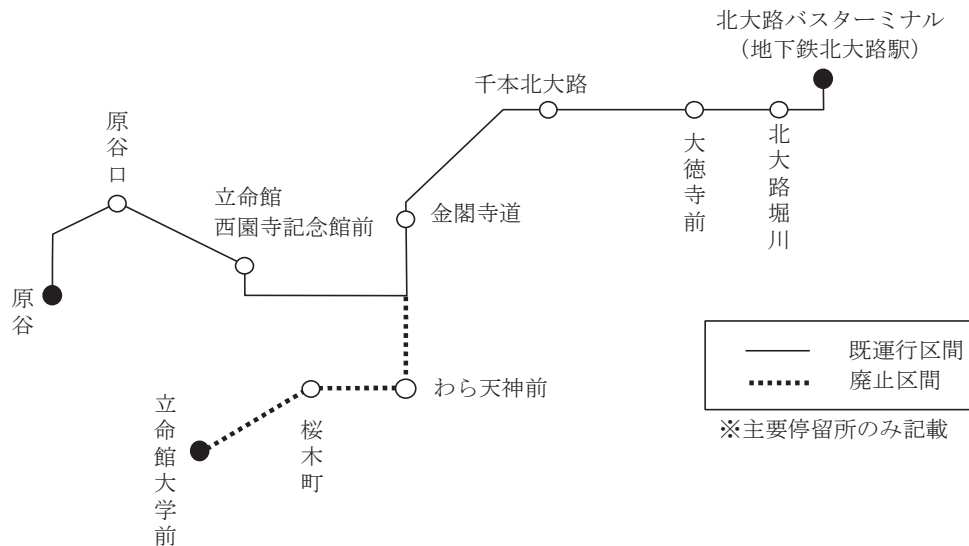 北大路バスターミナル
（地下鉄北大路駅）
千本北大路
原谷口
大徳寺前
北大路堀川
立命館
西園寺記念館前
金閣寺道
原谷
既運行区間
廃止区間
※主要停留所のみ記載
わら天神前
立命館大学前
桜木町